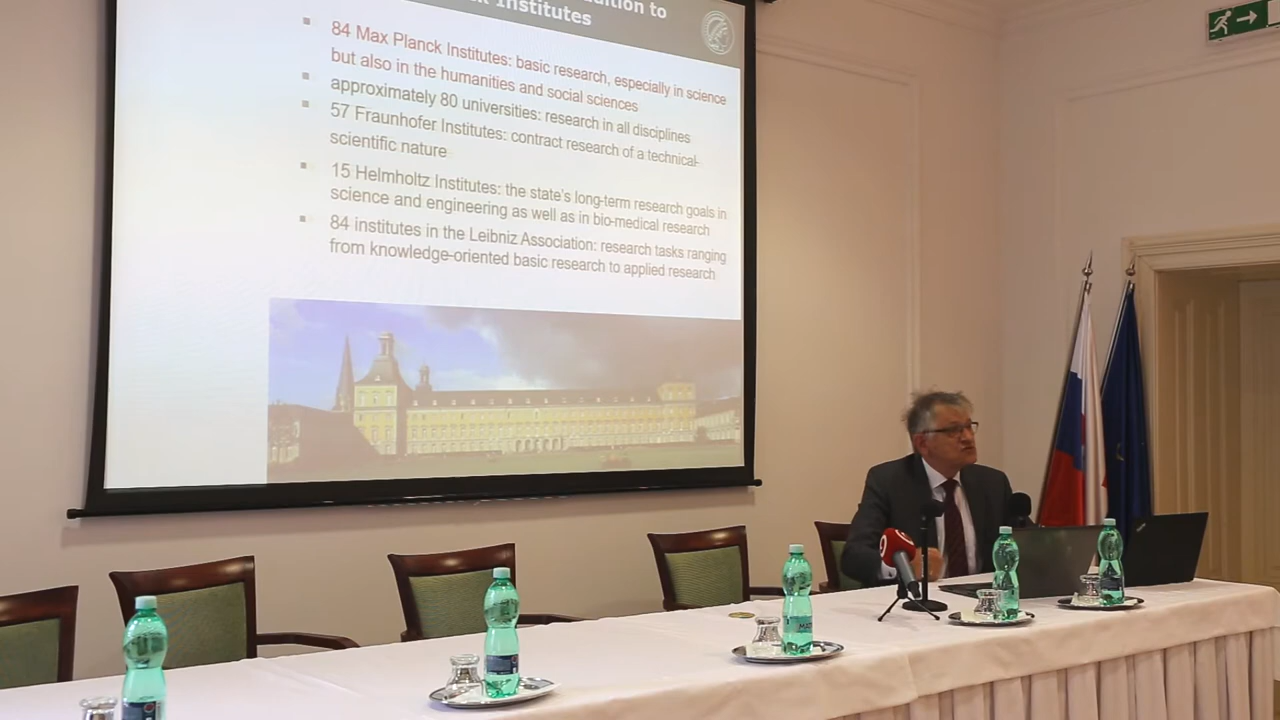 to
Institutes
84 Max Planck Institutes: basic research, especially in science
but also in the humanities and social sciences
approximately 80 universities: research in all disciplines
57 Fraunhofer Institutes: contract research of a technical-
scientific nature
15 Helmholtz Institutes: the state's long-term research goals in
science and engineering as well as in bio-medical research
84 institutes in the Leibniz Association: research tasks ranging
from knowledge-oriented basic research to applied research